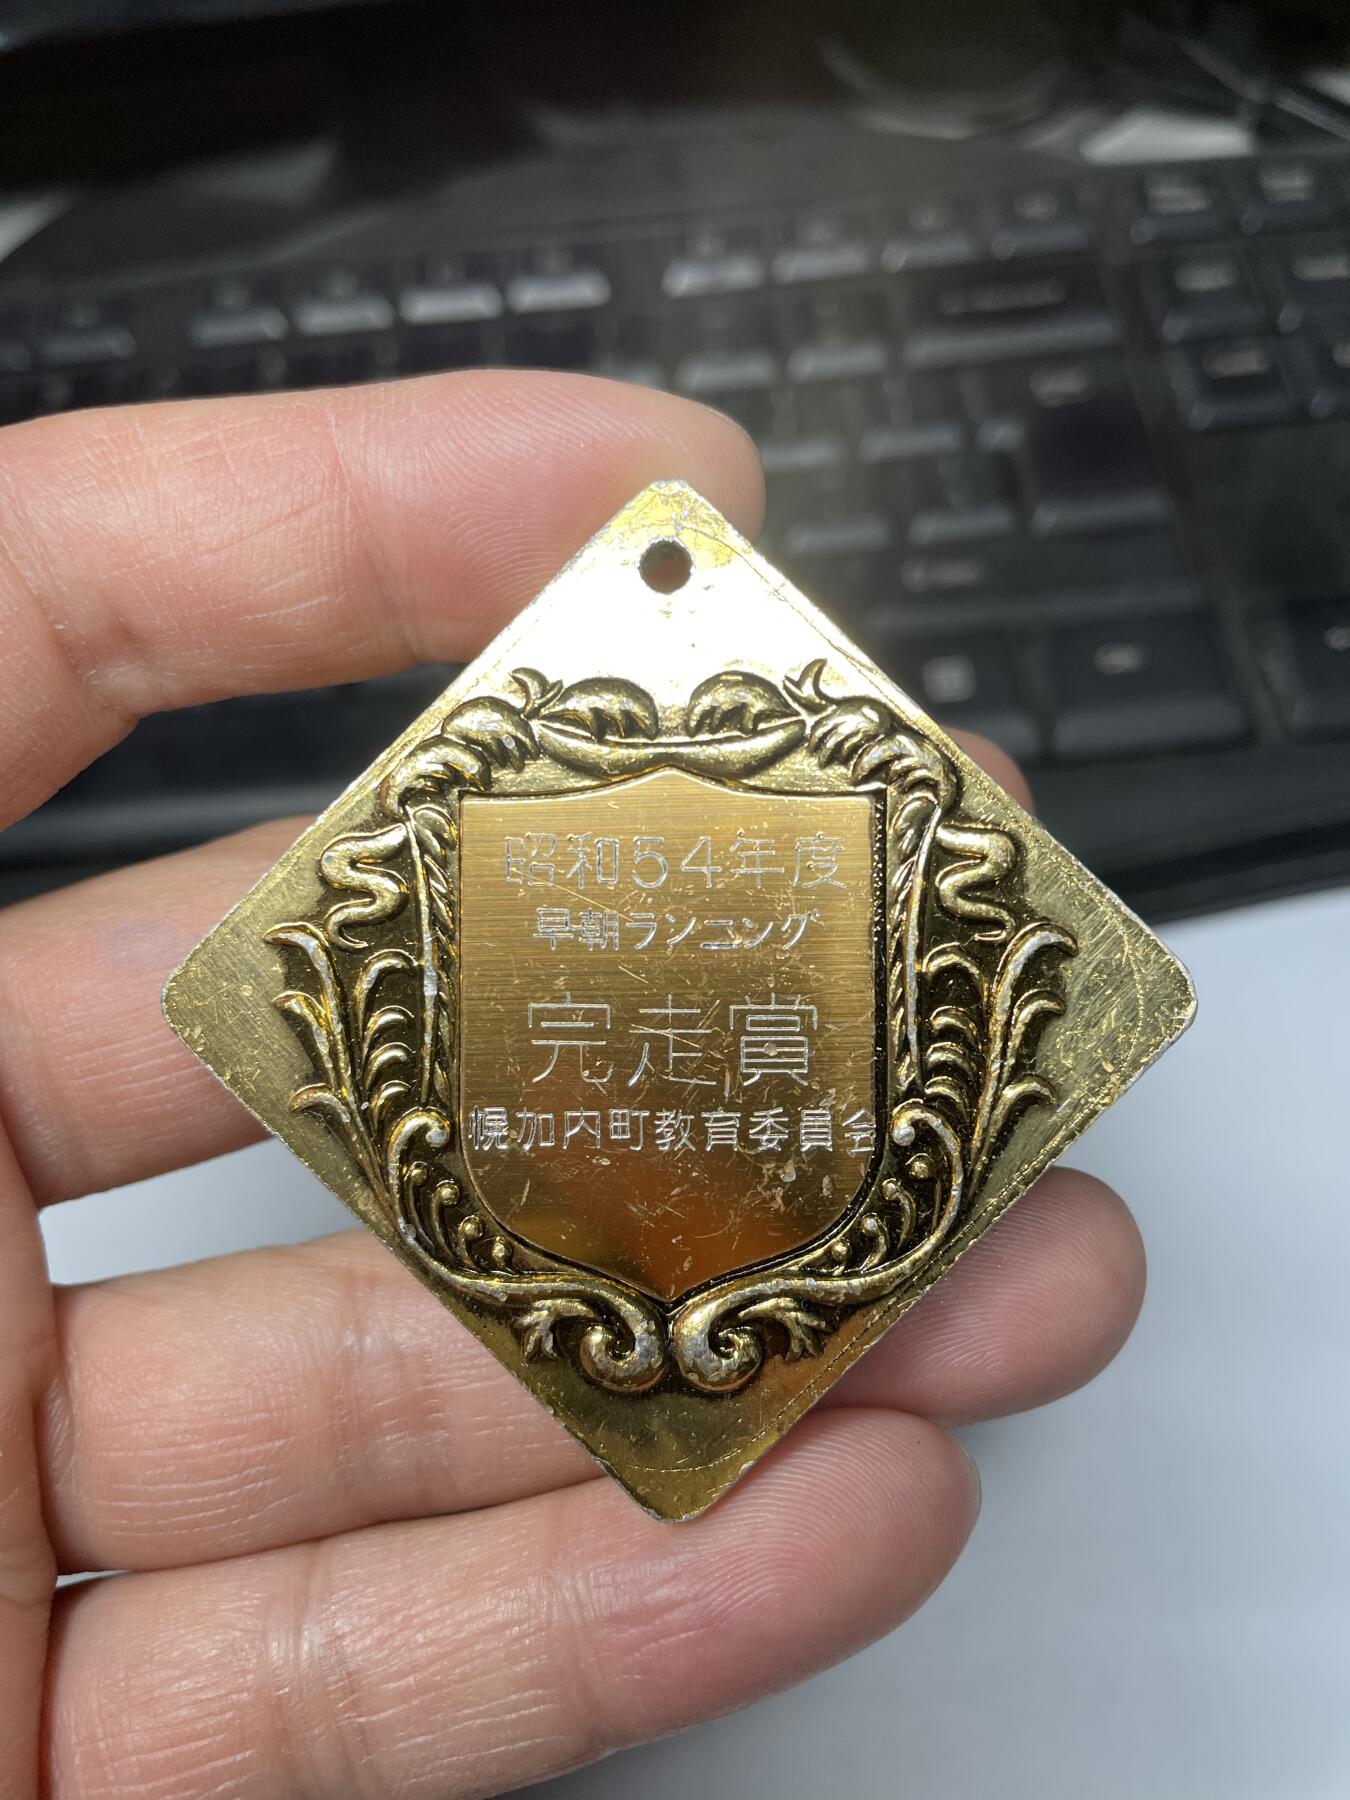 昭和54年度
早朝ランニング
完走賞
幌加内町教育委員会